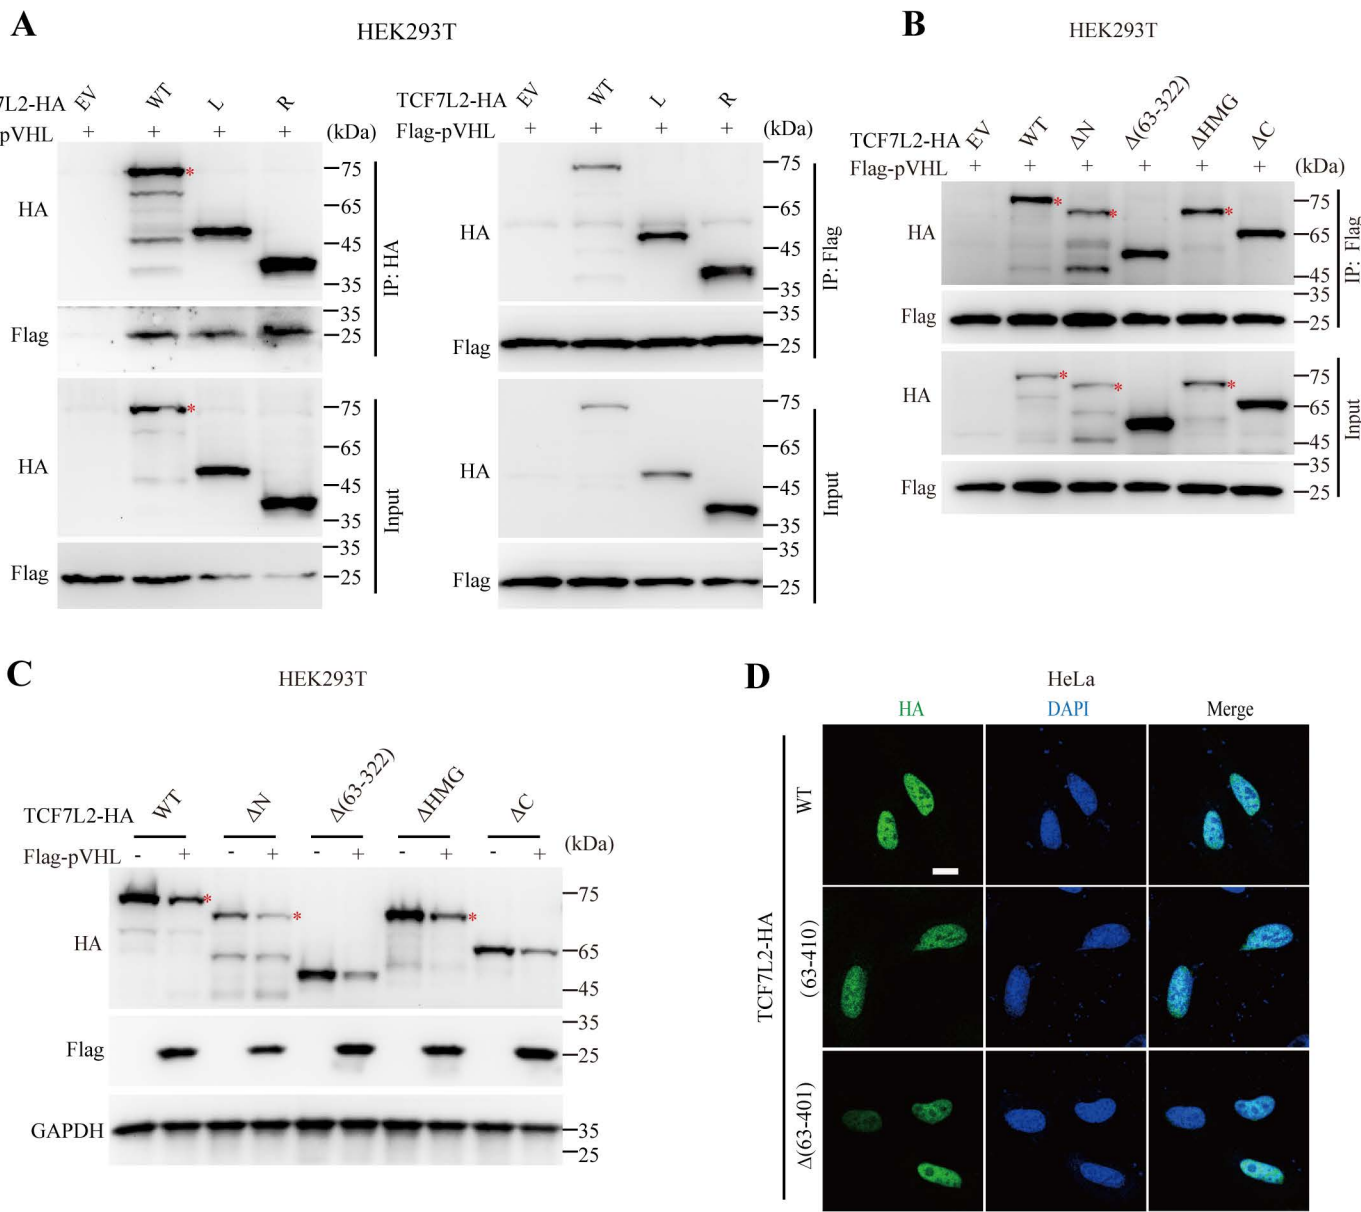 A
HEK293T
7L2-HA EV WT L R
pVHL + + + + (kDa)
HA
75
65
45
35
IP: HA
Flag
35
25
HA
75
65
45
35
Input
Flag
35
25
TCF7L2-HA EV WT L R
Flag-pVHL + + + + (kDa)
HA
75
65
45
35
IP: Flag
Flag
35
25
HA
75
65
45
35
Input
Flag
35
25
B
HEK293T
TCF7L2-HA EV WT ΔN Δ(63-322) ΔHMG ΔC
Flag-pVHL + + + + + + (kDa)
HA
75
65
45
IP: Flag
Flag
35
25
HA
75
65
45
Input
Flag
35
25
C
HEK293T
TCF7L2-HA WT ΔN Δ(63-322) ΔHMG ΔC
Flag-pVHL - + - + - + - + - + (kDa)
HA
75
65
45
Flag
35
25
GAPDH
35
25
D
HeLa
HA DAPI Merge
TCF7L2-HA
WT
(63-410)
Δ(63-401)